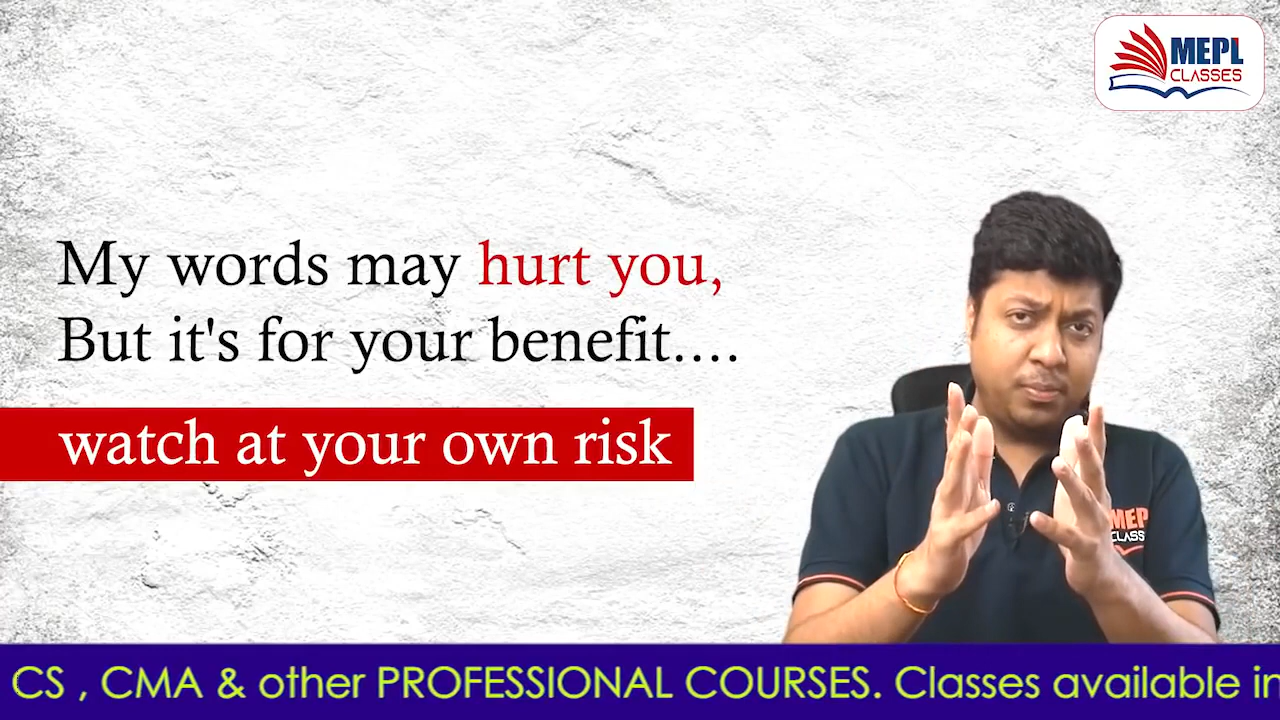 MEPL
CLASSES
My words may hurt you,
But it's for your benefit....
watch at your own risk
MEP
CLASS
CS , CMA & other PROFESSIONAL COURSES. Classes available in